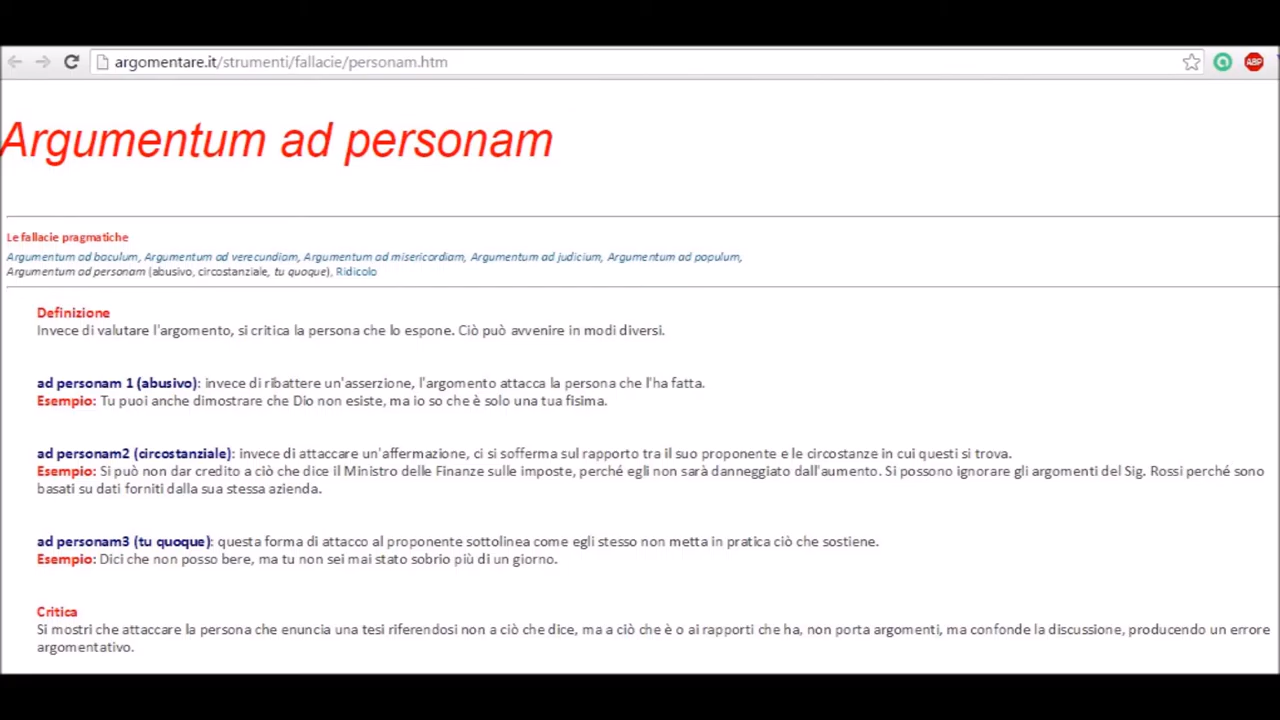 argomentare.it/strumenti/fallacie/personam.htm
ABP
Argumentum ad personam
Le fallacie pragmatiche
Argumentum ad baculum, Argumentum ad verecundiam, Argumentum ad misericordiam, Argumentum ad judicium, Argumentum ad populum,
Argumentum ad personam (abusivo, circostanziale, tu quoque), Ridicolo
Definizione
Invece di valutare l'argomento, si critica la persona che lo espone. Ciò può avvenire in modi diversi.
ad personam 1 (abusivo): invece di ribattere un'asserzione, l'argomento attacca la persona che l'ha fatta.
Esempio: Tu puoi anche dimostrare che Dio non esiste, ma io so che è solo una tua fisima.
ad personam2 (circostanziale): invece di attaccare un'affermazione, ci si sofferma sul rapporto tra il suo proponente e le circostanze in cui questi si trova.
Esempio: Si può non dar credito a ciò che dice il Ministro delle Finanze sulle imposte, perché egli non sarà danneggiato dall'aumento. Si possono ignorare gli argomenti del Sig. Rossi perché sono
basati su dati forniti dalla sua stessa azienda.
ad personam3 (tu quoque): questa forma di attacco al proponente sottolinea come egli stesso non metta in pratica ciò che sostiene.
Esempio: Dici che non posso bere, ma tu non sei mai stato sobrio più di un giorno.
Critica
Si mostri che attaccare la persona che enuncia una tesi riferendosi non a ciò che dice, ma a ciò che è o ai rapporti che ha, non porta argomenti, ma confonde la discussione, producendo un errore
argomentativo.